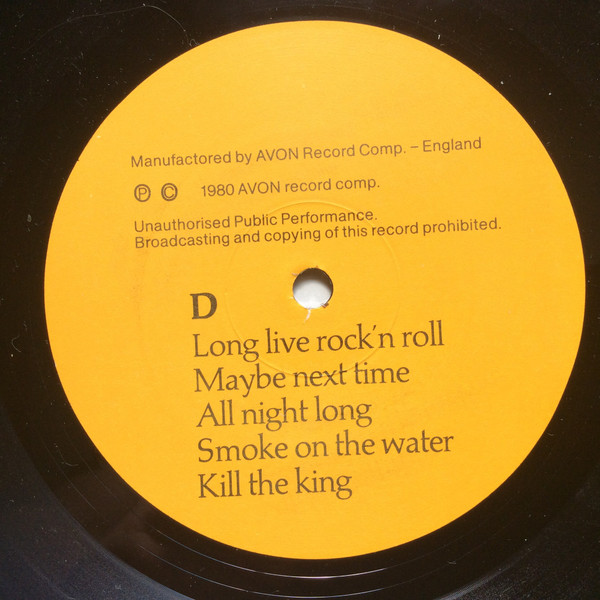 Manufactored by AVON Record Comp. – England
Ⓟ © 1980 AVON record comp.
Unauthorised Public Performance.
Broadcasting and copying of this record prohibited.
D
Long live rock'n roll
Maybe next time
All night long
Smoke on the water
Kill the king